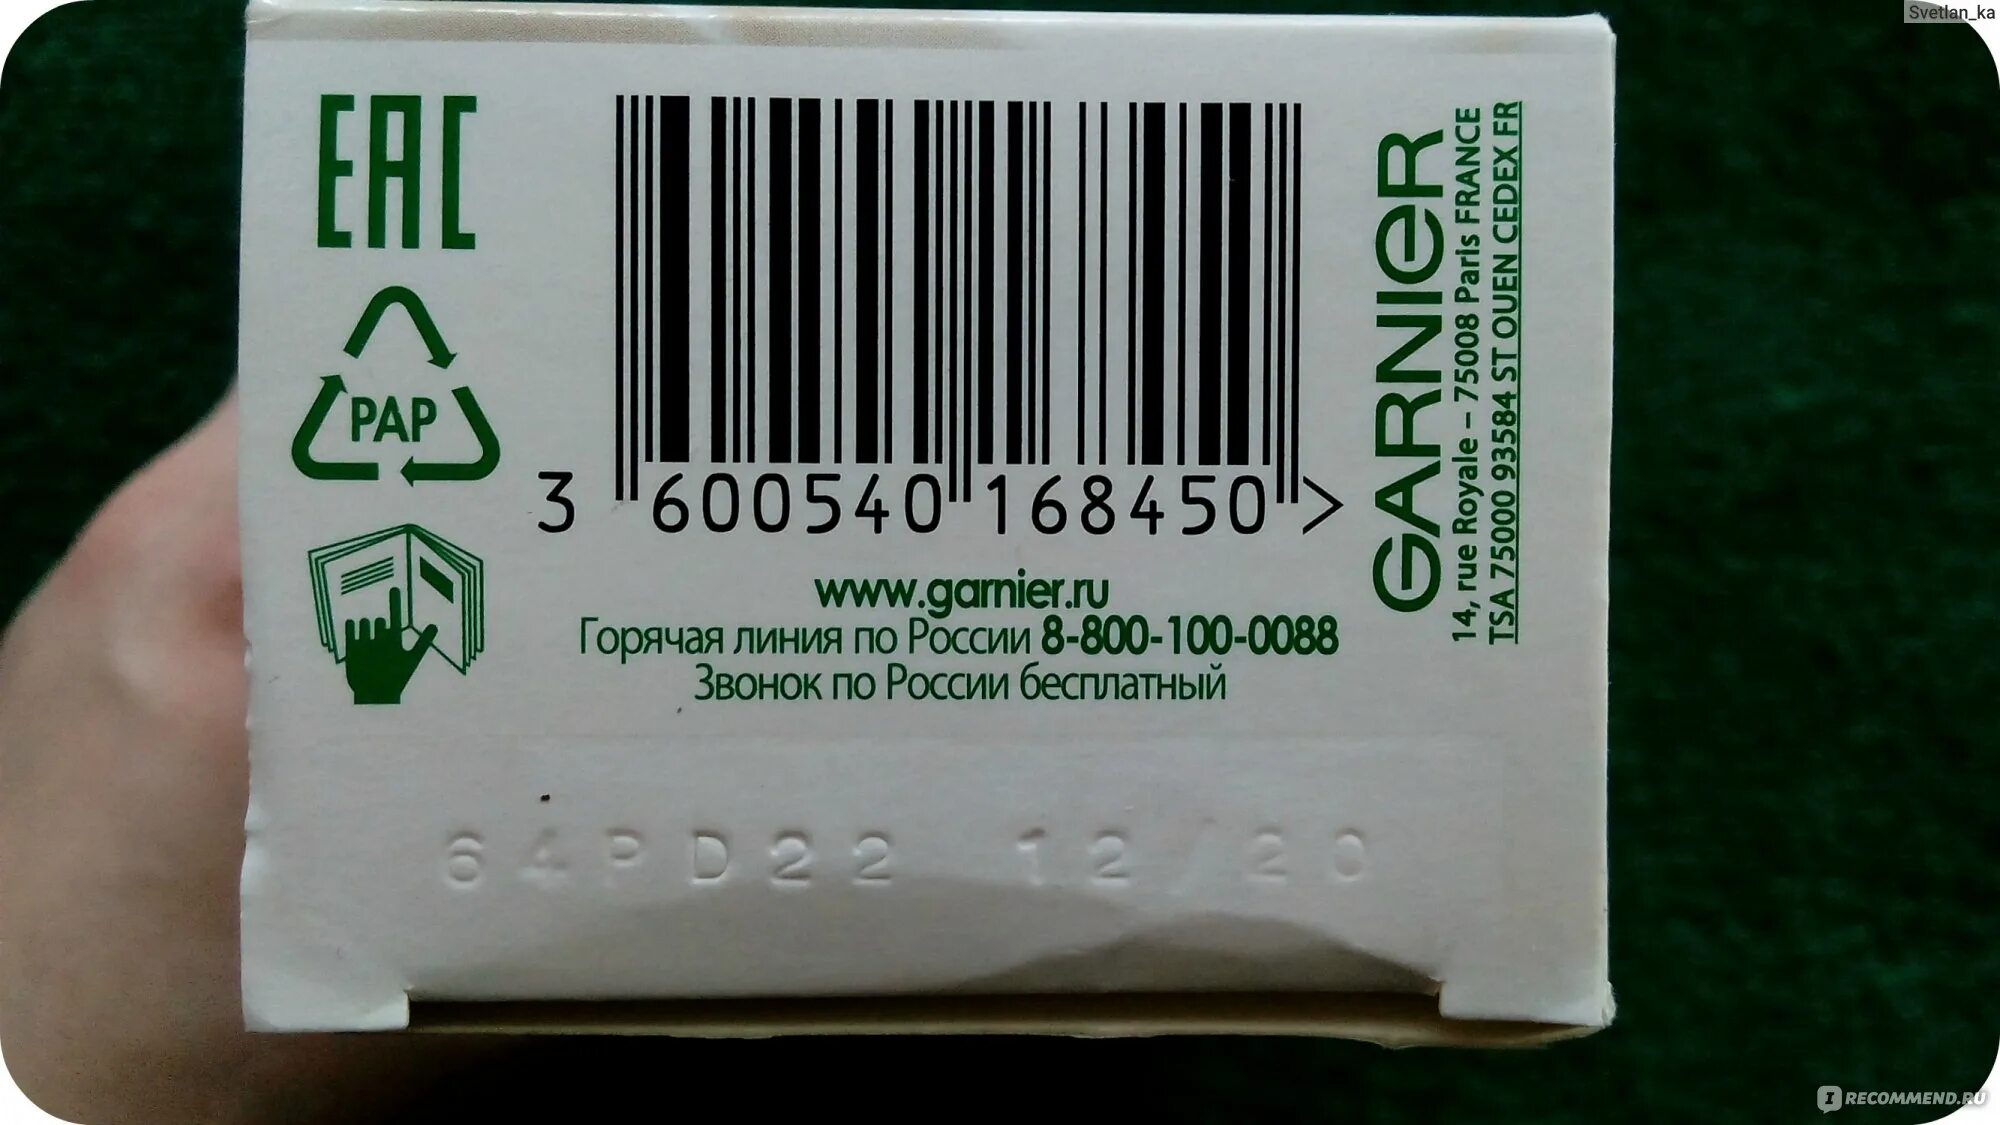 Svetlan_ka
EAC
PAP
3 600540 168450 >
www.garnier.ru
Горячая линия по России 8-800-100-0088
Звонок по России бесплатный
GARNIER
14, rue Royale – 75008 Paris FRANCE
TSA 75000 93584 ST OUEN CEDEX FR
64PD22 12/20
I RECOMMEND.RU